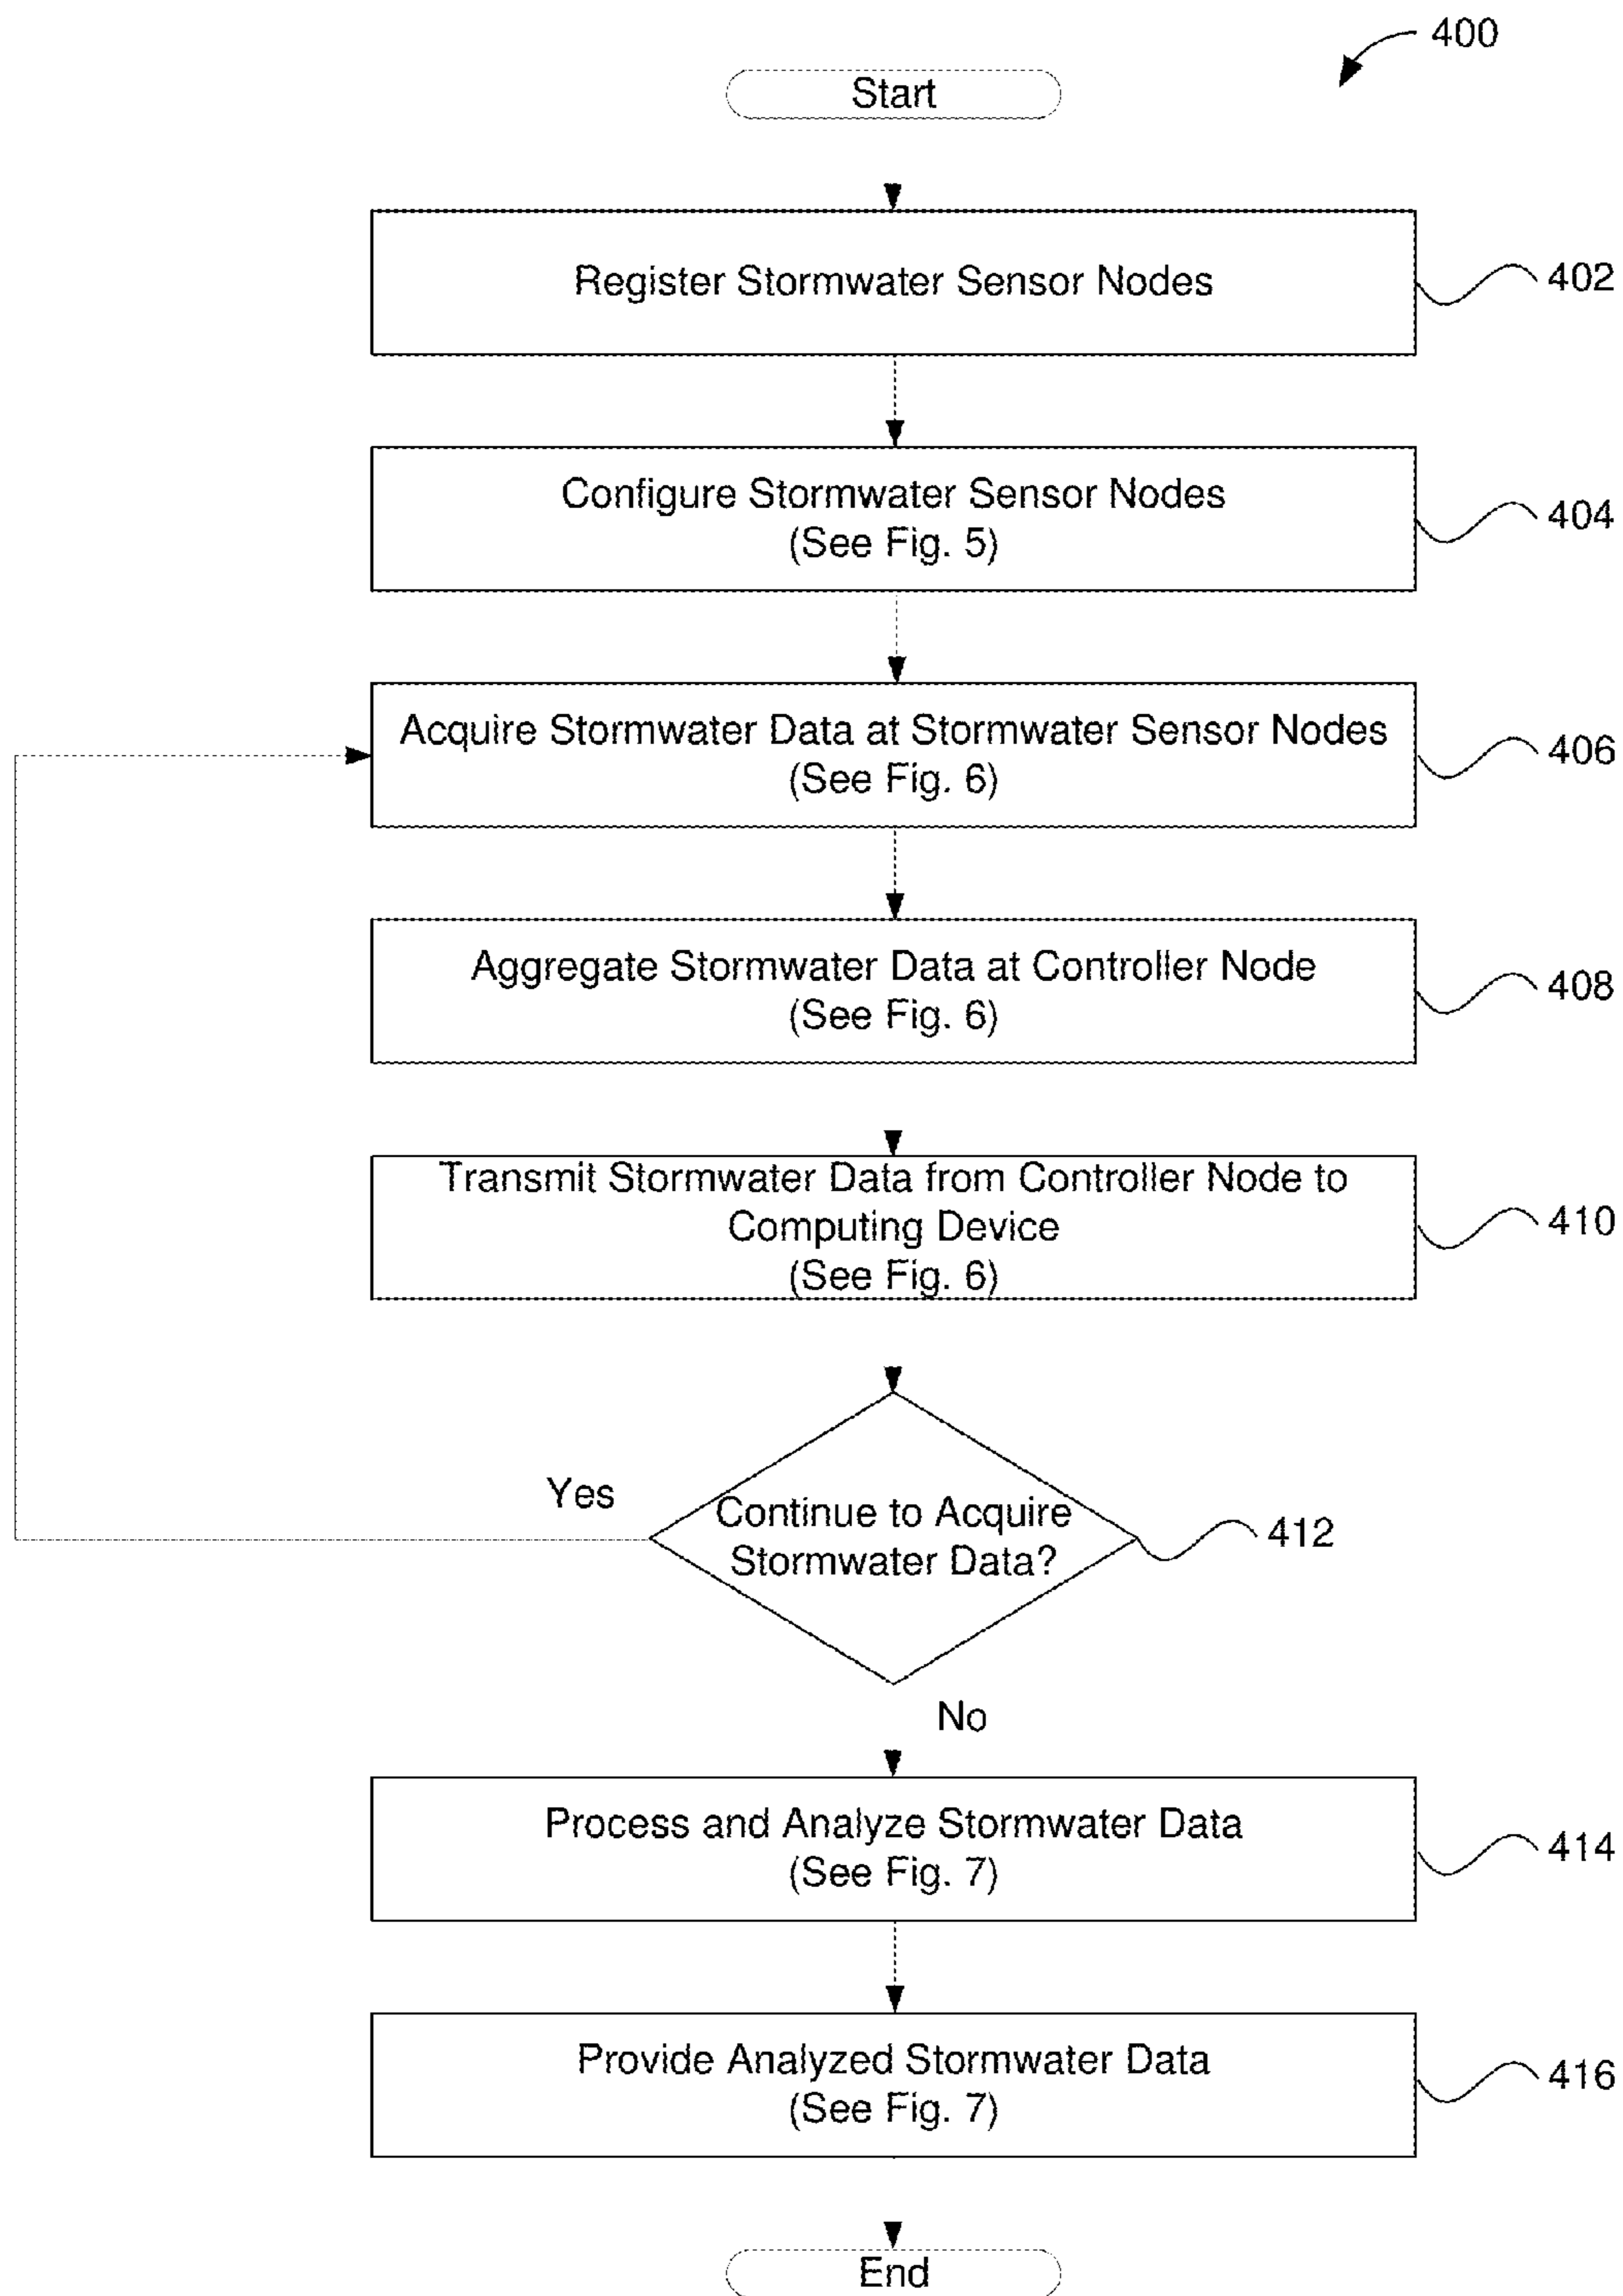 400
Start
Register Stormwater Sensor Nodes
402
Configure Stormwater Sensor Nodes
(See Fig. 5)
404
Acquire Stormwater Data at Stormwater Sensor Nodes
(See Fig. 6)
406
Aggregate Stormwater Data at Controller Node
(See Fig. 6)
408
Transmit Stormwater Data from Controller Node to
Computing Device
(See Fig. 6)
410
Yes
Continue to Acquire
Stormwater Data?
412
No
Process and Analyze Stormwater Data
(See Fig. 7)
414
Provide Analyzed Stormwater Data
(See Fig. 7)
416
End